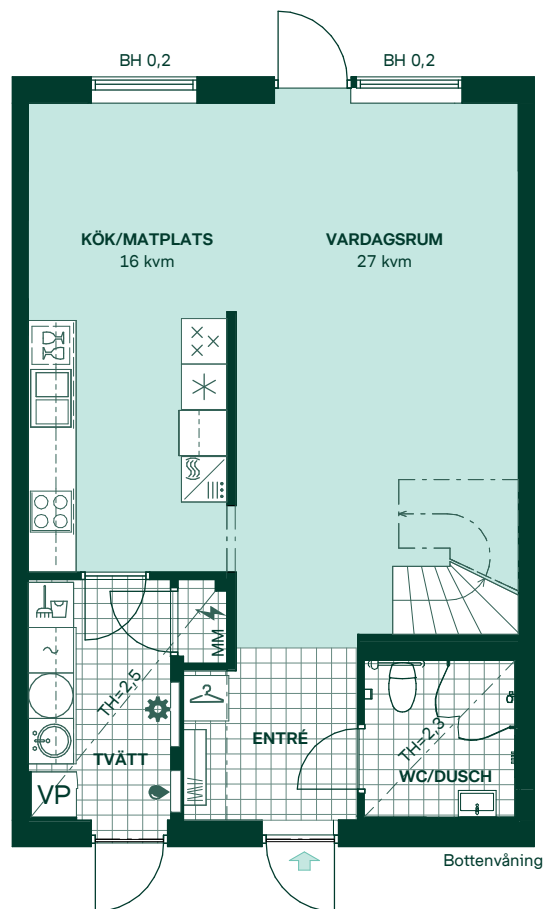 BH 0,2
BH 0,2
KÖK/MATPLATS
16 kvm
VARDAGSRUM
27 kvm
MM
TH=2,5
TH=2,3
ENTRÉ
TVÄTT
WC/DUSCH
VP
Bottenvåning